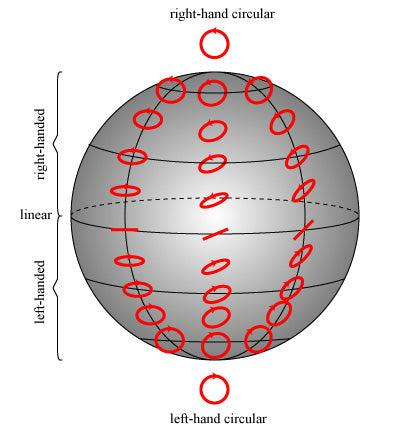 right-hand circular
right-handed
linear
left-handed
left-hand circular